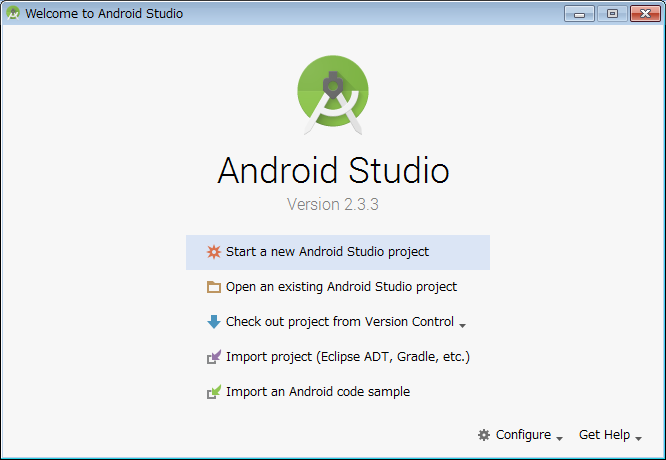 Welcome to Android Studio
Android Studio
Version 2.3.3
Start a new Android Studio project
Open an existing Android Studio project
Check out project from Version Control
Import project (Eclipse ADT, Gradle, etc.)
Import an Android code sample
Configure Get Help